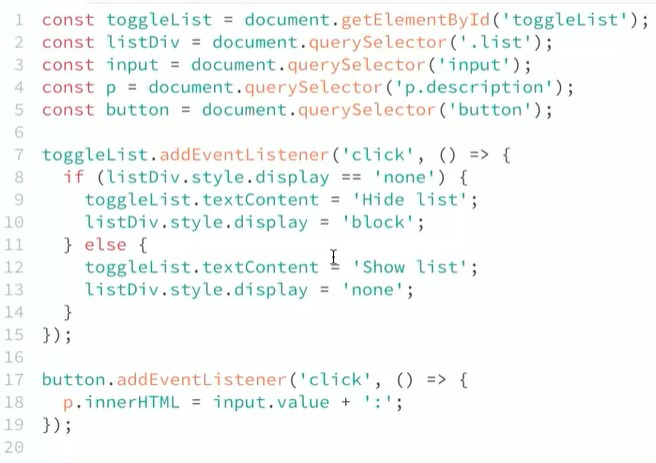 1 const toggleList = document.getElementById('toggleList');
2 const listDiv = document.querySelector('.list');
3 const input = document.querySelector('input');
4 const p = document.querySelector('p.description');
5 const button = document.querySelector('button');
6
7 toggleList.addEventListener('click', () => {
8   if (listDiv.style.display == 'none') {
9     toggleList.textContent = 'Hide list';
10     listDiv.style.display = 'block';
11   } else {
12     toggleList.textContent = 'Show list';
13     listDiv.style.display = 'none';
14   }
15 });
16
17 button.addEventListener('click', () => {
18   p.innerHTML = input.value + ':';
19 });
20